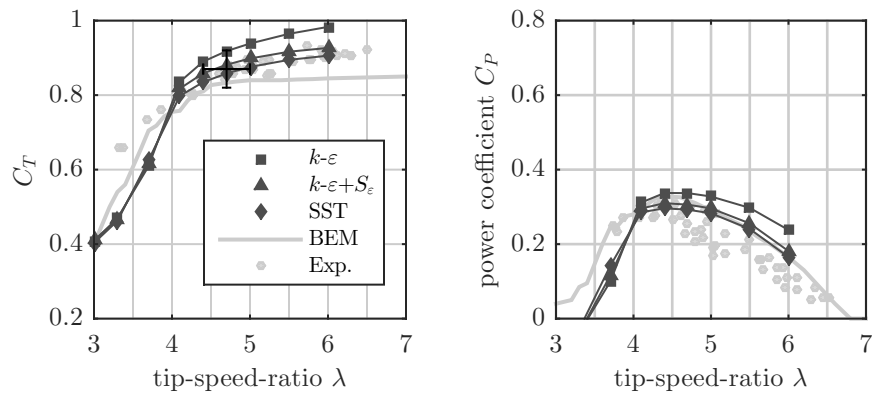 1
0.8
0.6
0.4
0.2
C_T
3 4 5 6 7
tip-speed-ratio λ
k-ε
k-ε+S_ε
SST
BEM
Exp.
0.8
0.6
0.4
0.2
0
power coefficient C_P
3 4 5 6 7
tip-speed-ratio λ